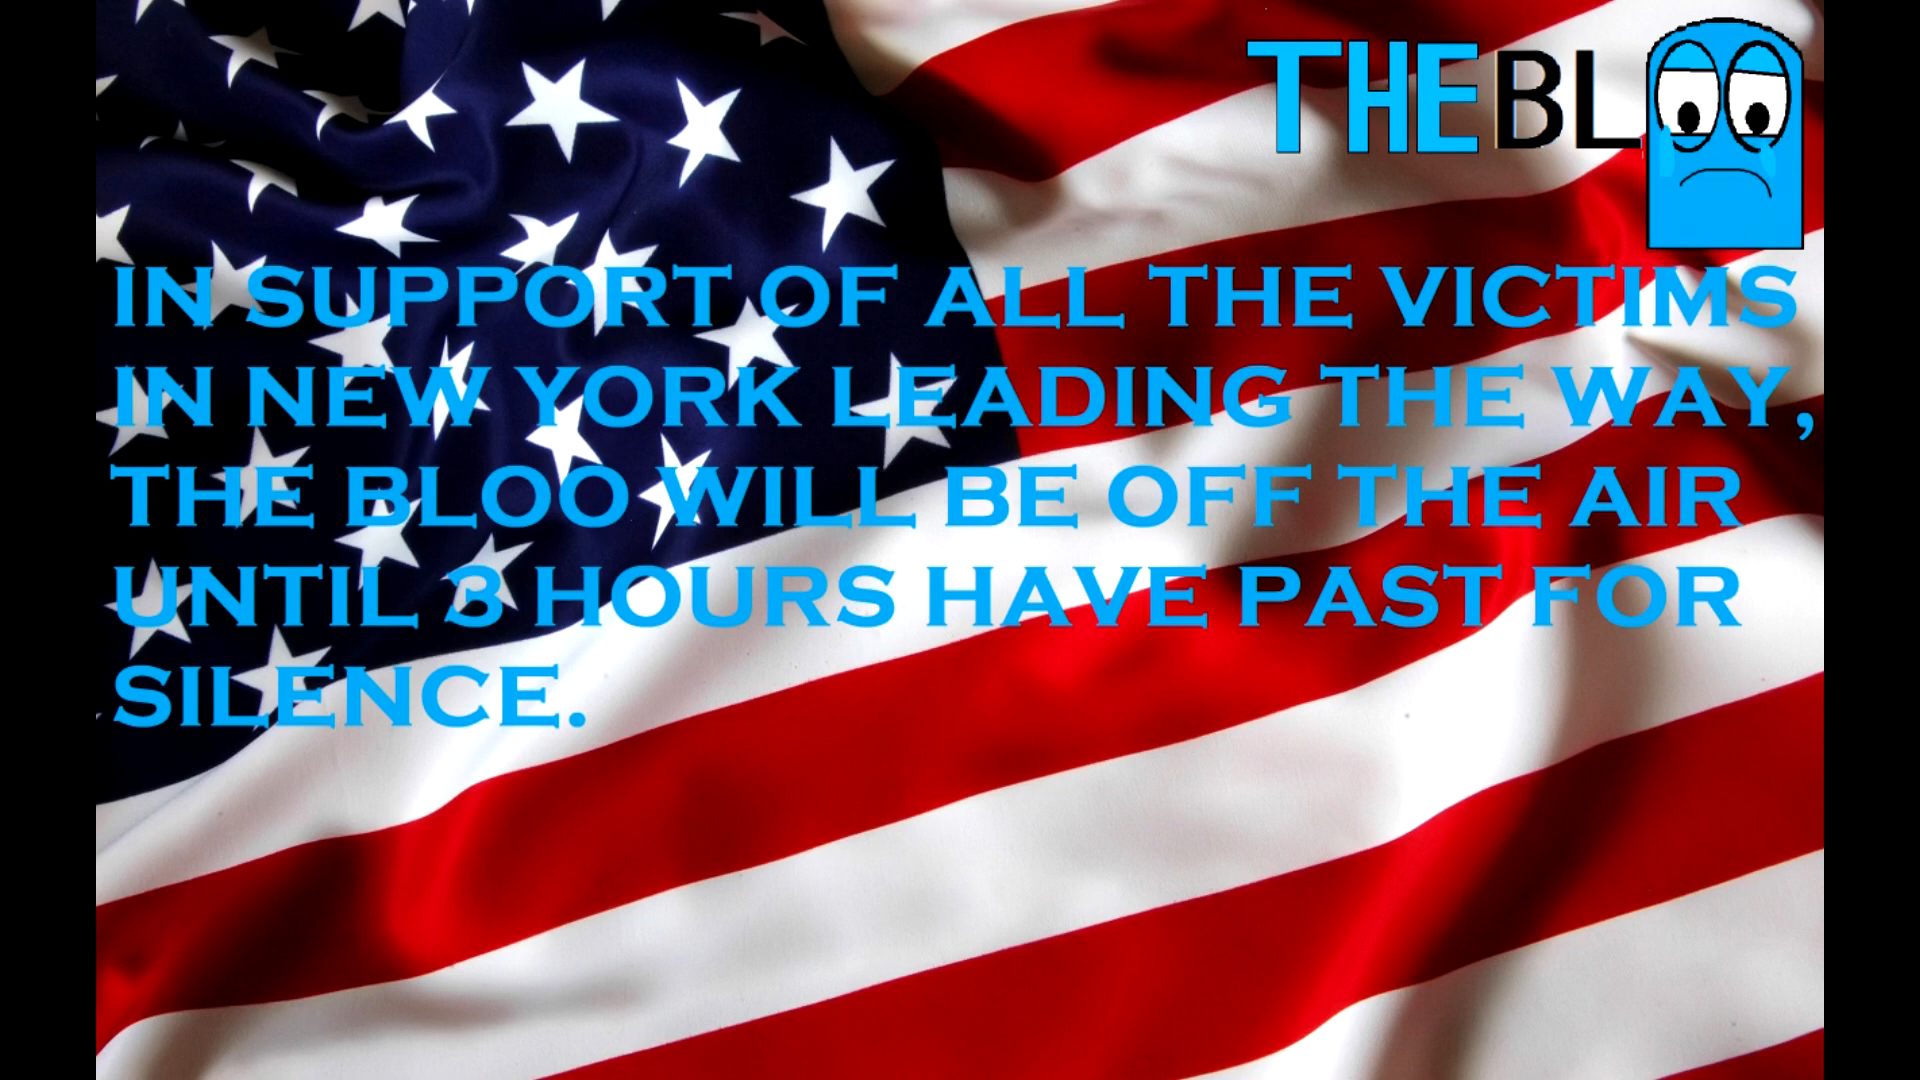 THE BLOO
IN SUPPORT OF ALL THE VICTIMS
IN NEW YORK LEADING THE WAY,
THE BLOO WILL BE OFF THE AIR
UNTIL 3 HOURS HAVE PAST FOR
SILENCE.